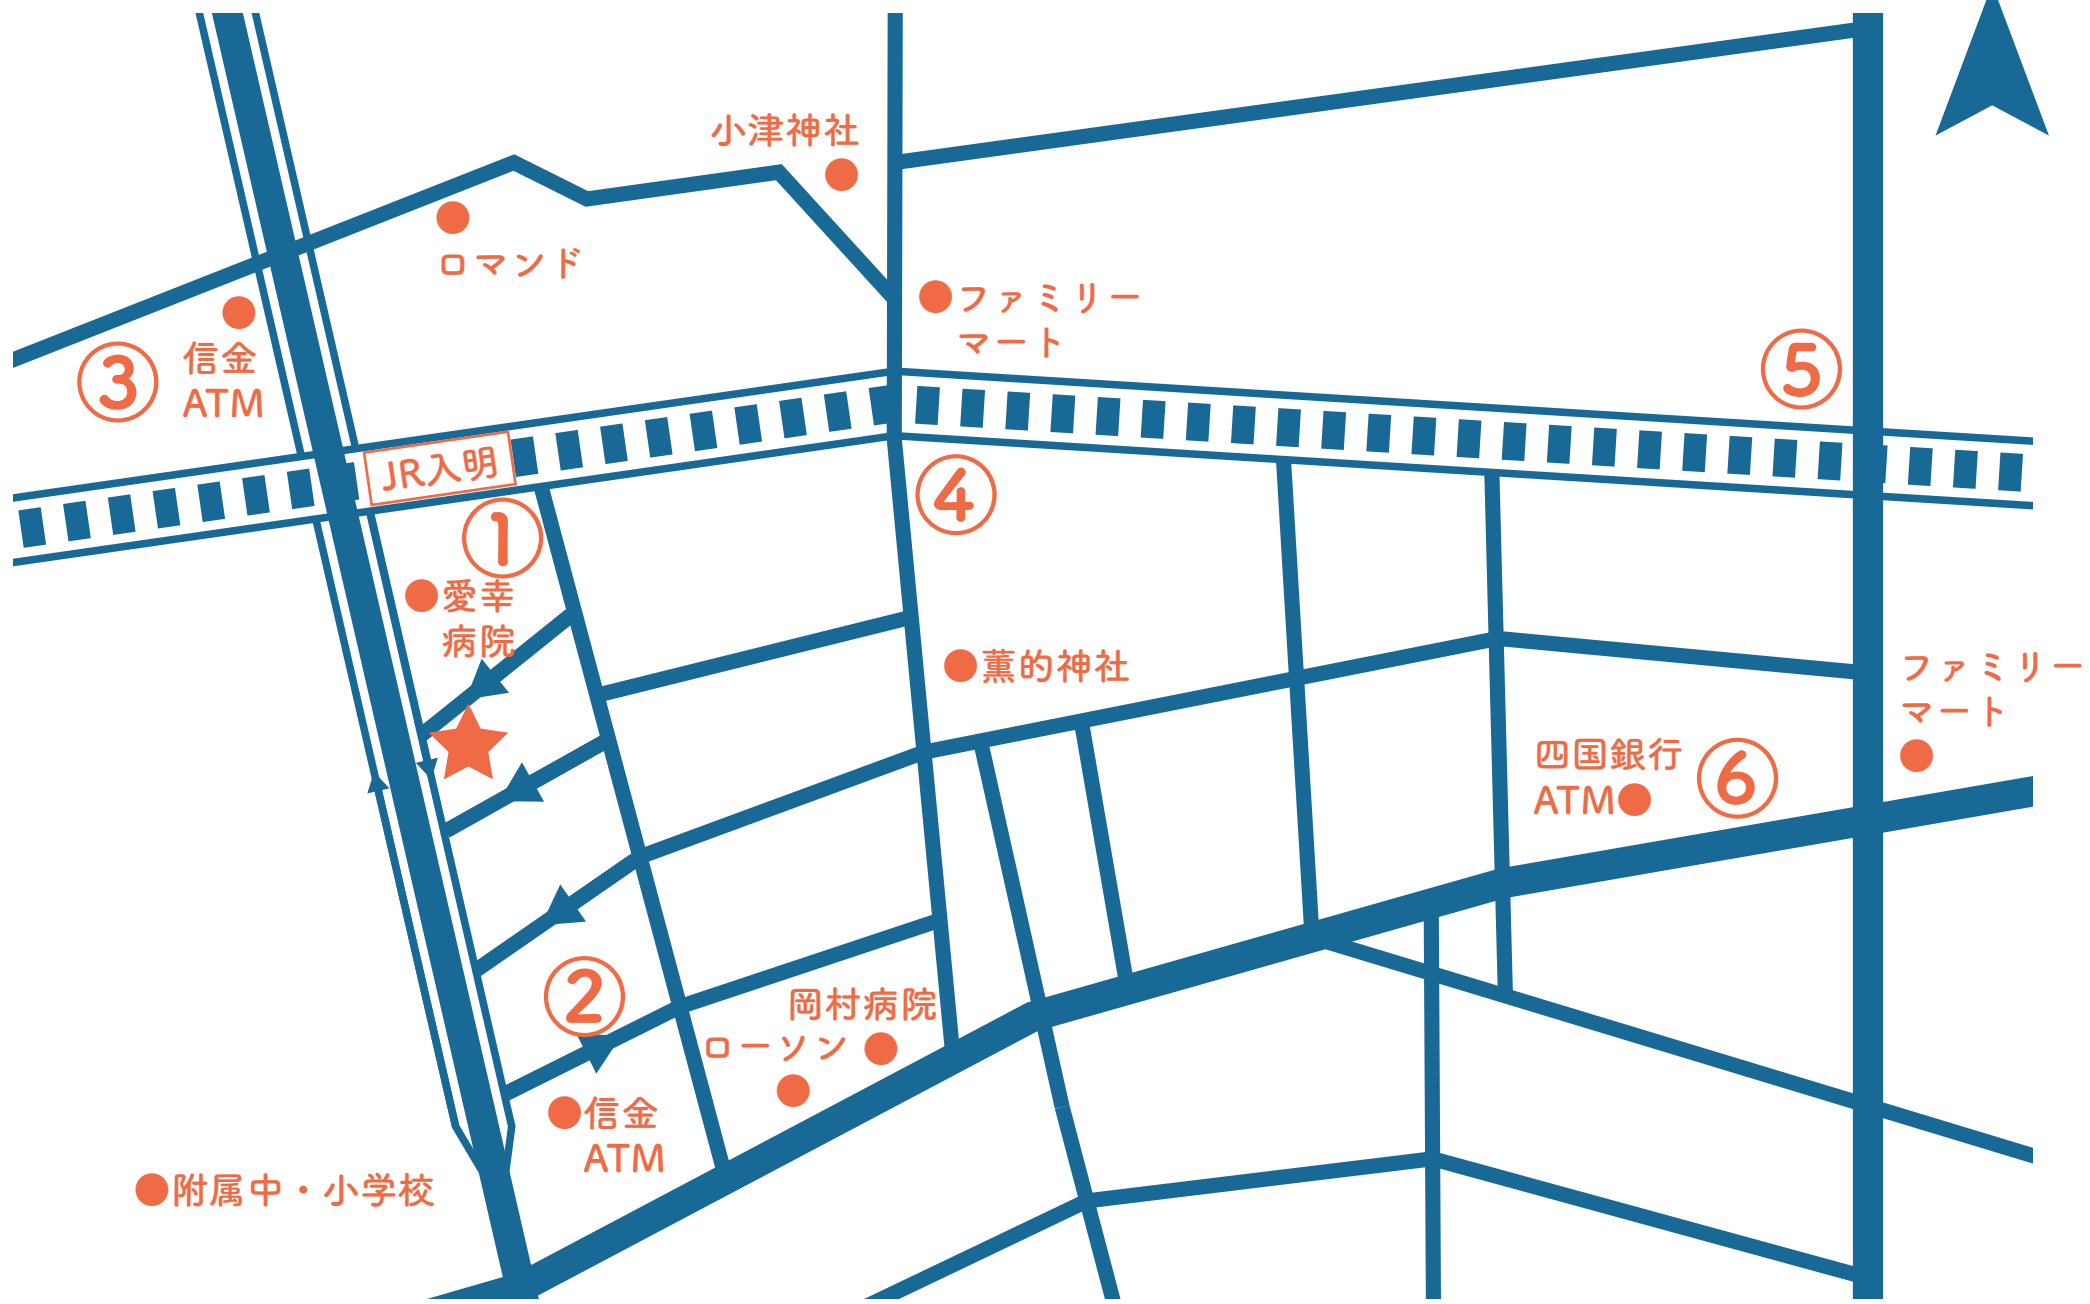 小津神社
ロマンド
ファミリー
マート
③
信金
ATM
⑤
JR入明
①
④
愛幸
病院
薫的神社
ファミリー
マート
四国銀行
ATM
⑥
②
岡村病院
ローソン
信金
ATM
附属中・小学校